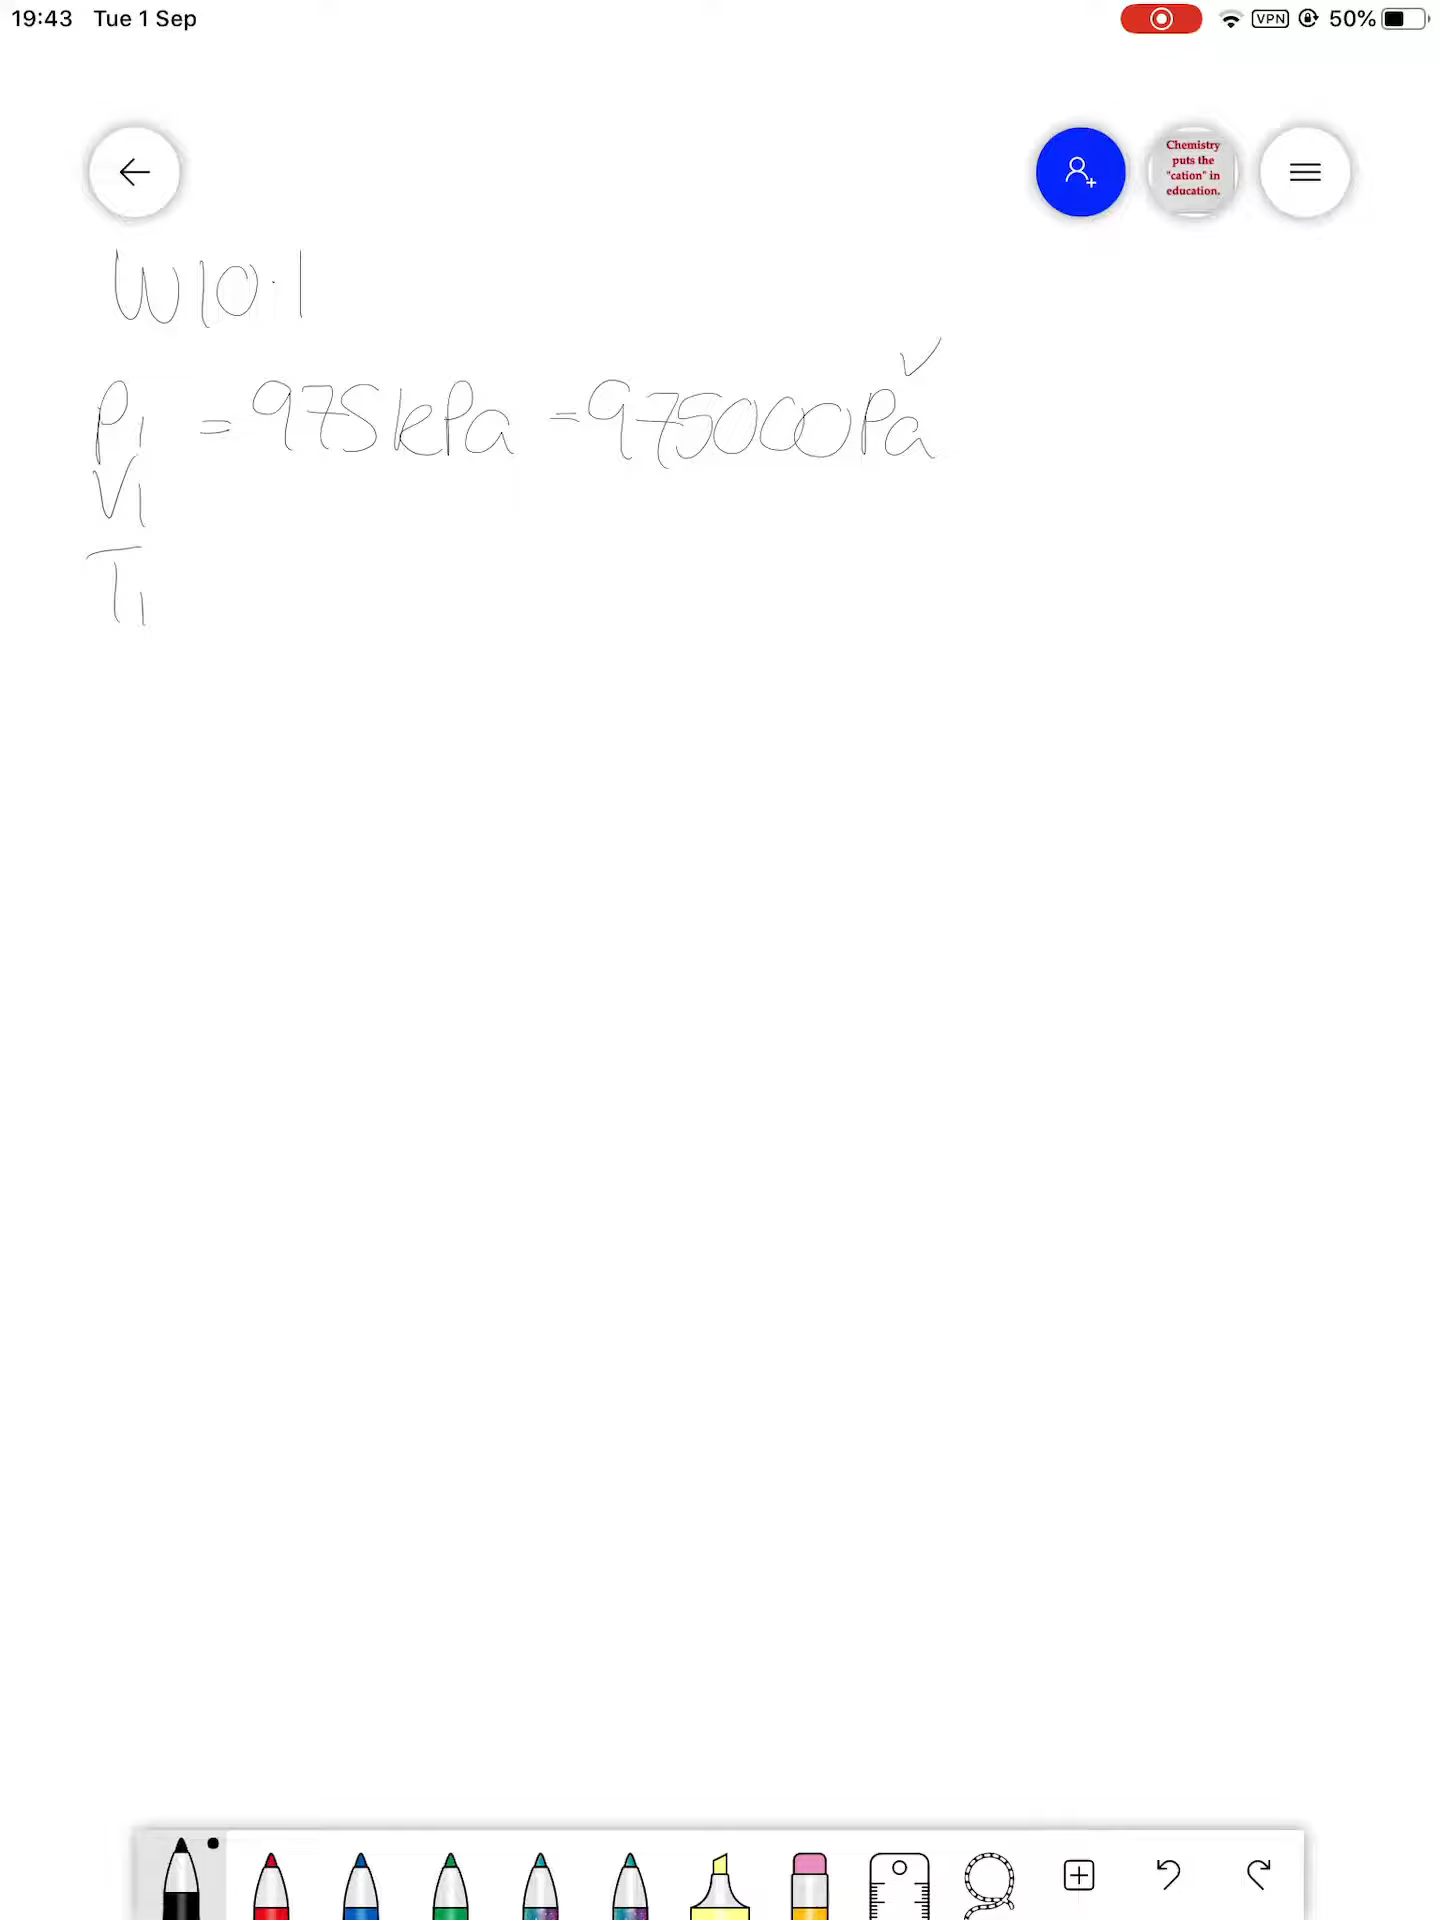 19:43 Tue 1 Sep VPN 50%
Chemistry
puts the
"cation" in
education.
W10.1
P1 = 975kPa = 975000Pa ✓
V1
T1